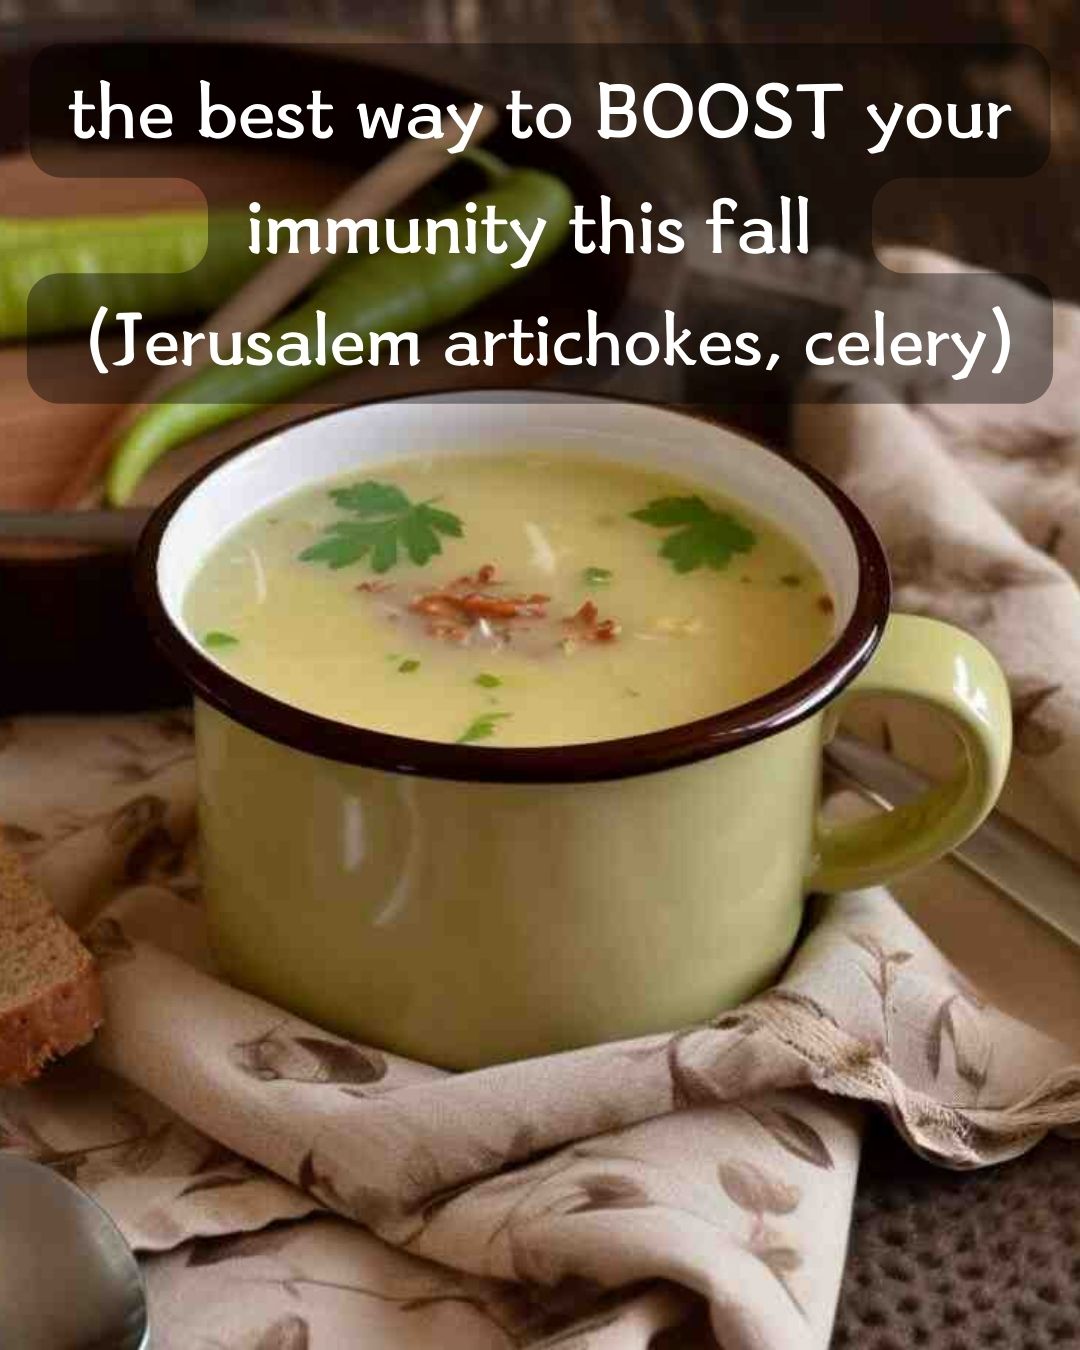 the best way to BOOST your
immunity this fall
(Jerusalem artichokes, celery)